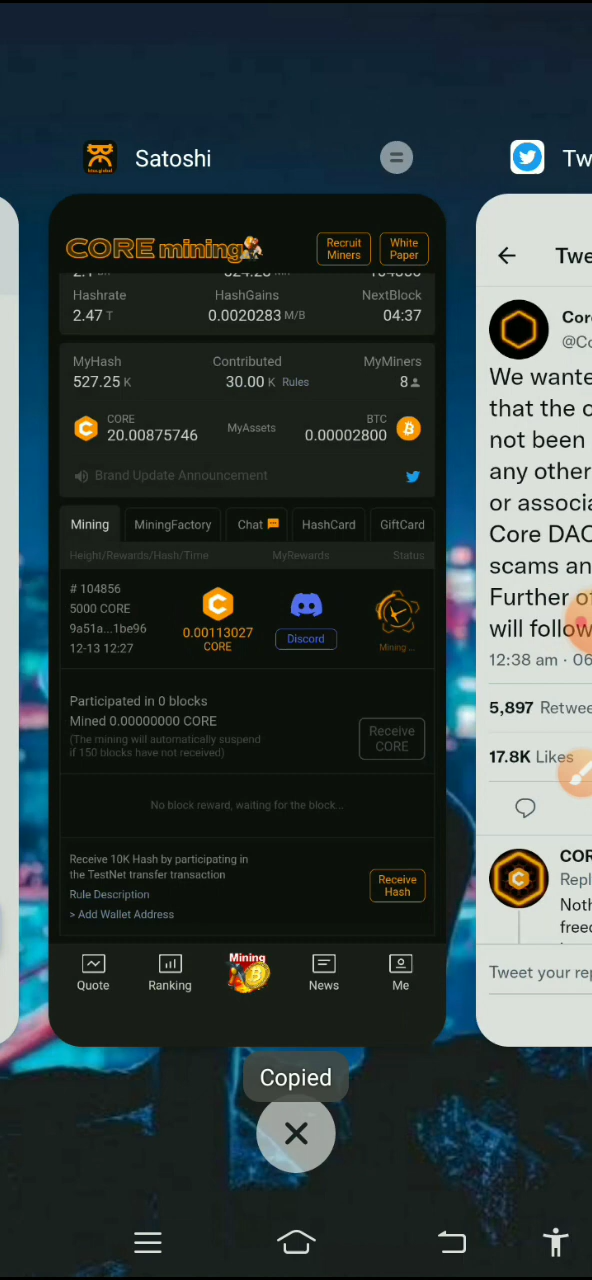 Satoshi
Tw
CORE mining
Recruit
Miners
White
Paper
Hashrate
HashGains
NextBlock
2.47 T
0.0020283 M/B
04:37
MyHash
Contributed
MyMiners
527.25 K
30.00 K Rules
8
CORE
20.00875746
MyAssets
BTC
0.00002800
Brand Update Announcement
Mining
MiningFactory
Chat
HashCard
GiftCard
Height/Rewards/Hash/Time
MyRewards
Status
# 104856
5000 CORE
9a51a...1be96
12-13 12:27
0.00113027
CORE
Discord
Mining ...
Participated in 0 blocks
Mined 0.00000000 CORE
(The mining will automatically suspend
if 150 blocks have not received)
Receive
CORE
No block reward, waiting for the block...
Receive 10K Hash by participating in
the TestNet transfer transaction
Rule Description
> Add Wallet Address
Receive
Hash
Quote
Ranking
Mining
News
Me
Twe
Cor
@Co
We wante
that the o
not been
any other
or associa
Core DAO
scams an
Further of
will follow
12:38 am · 06
5,897 Retwee
17.8K Likes
COR
Repl
Noth
freed
Tweet your rep
Copied